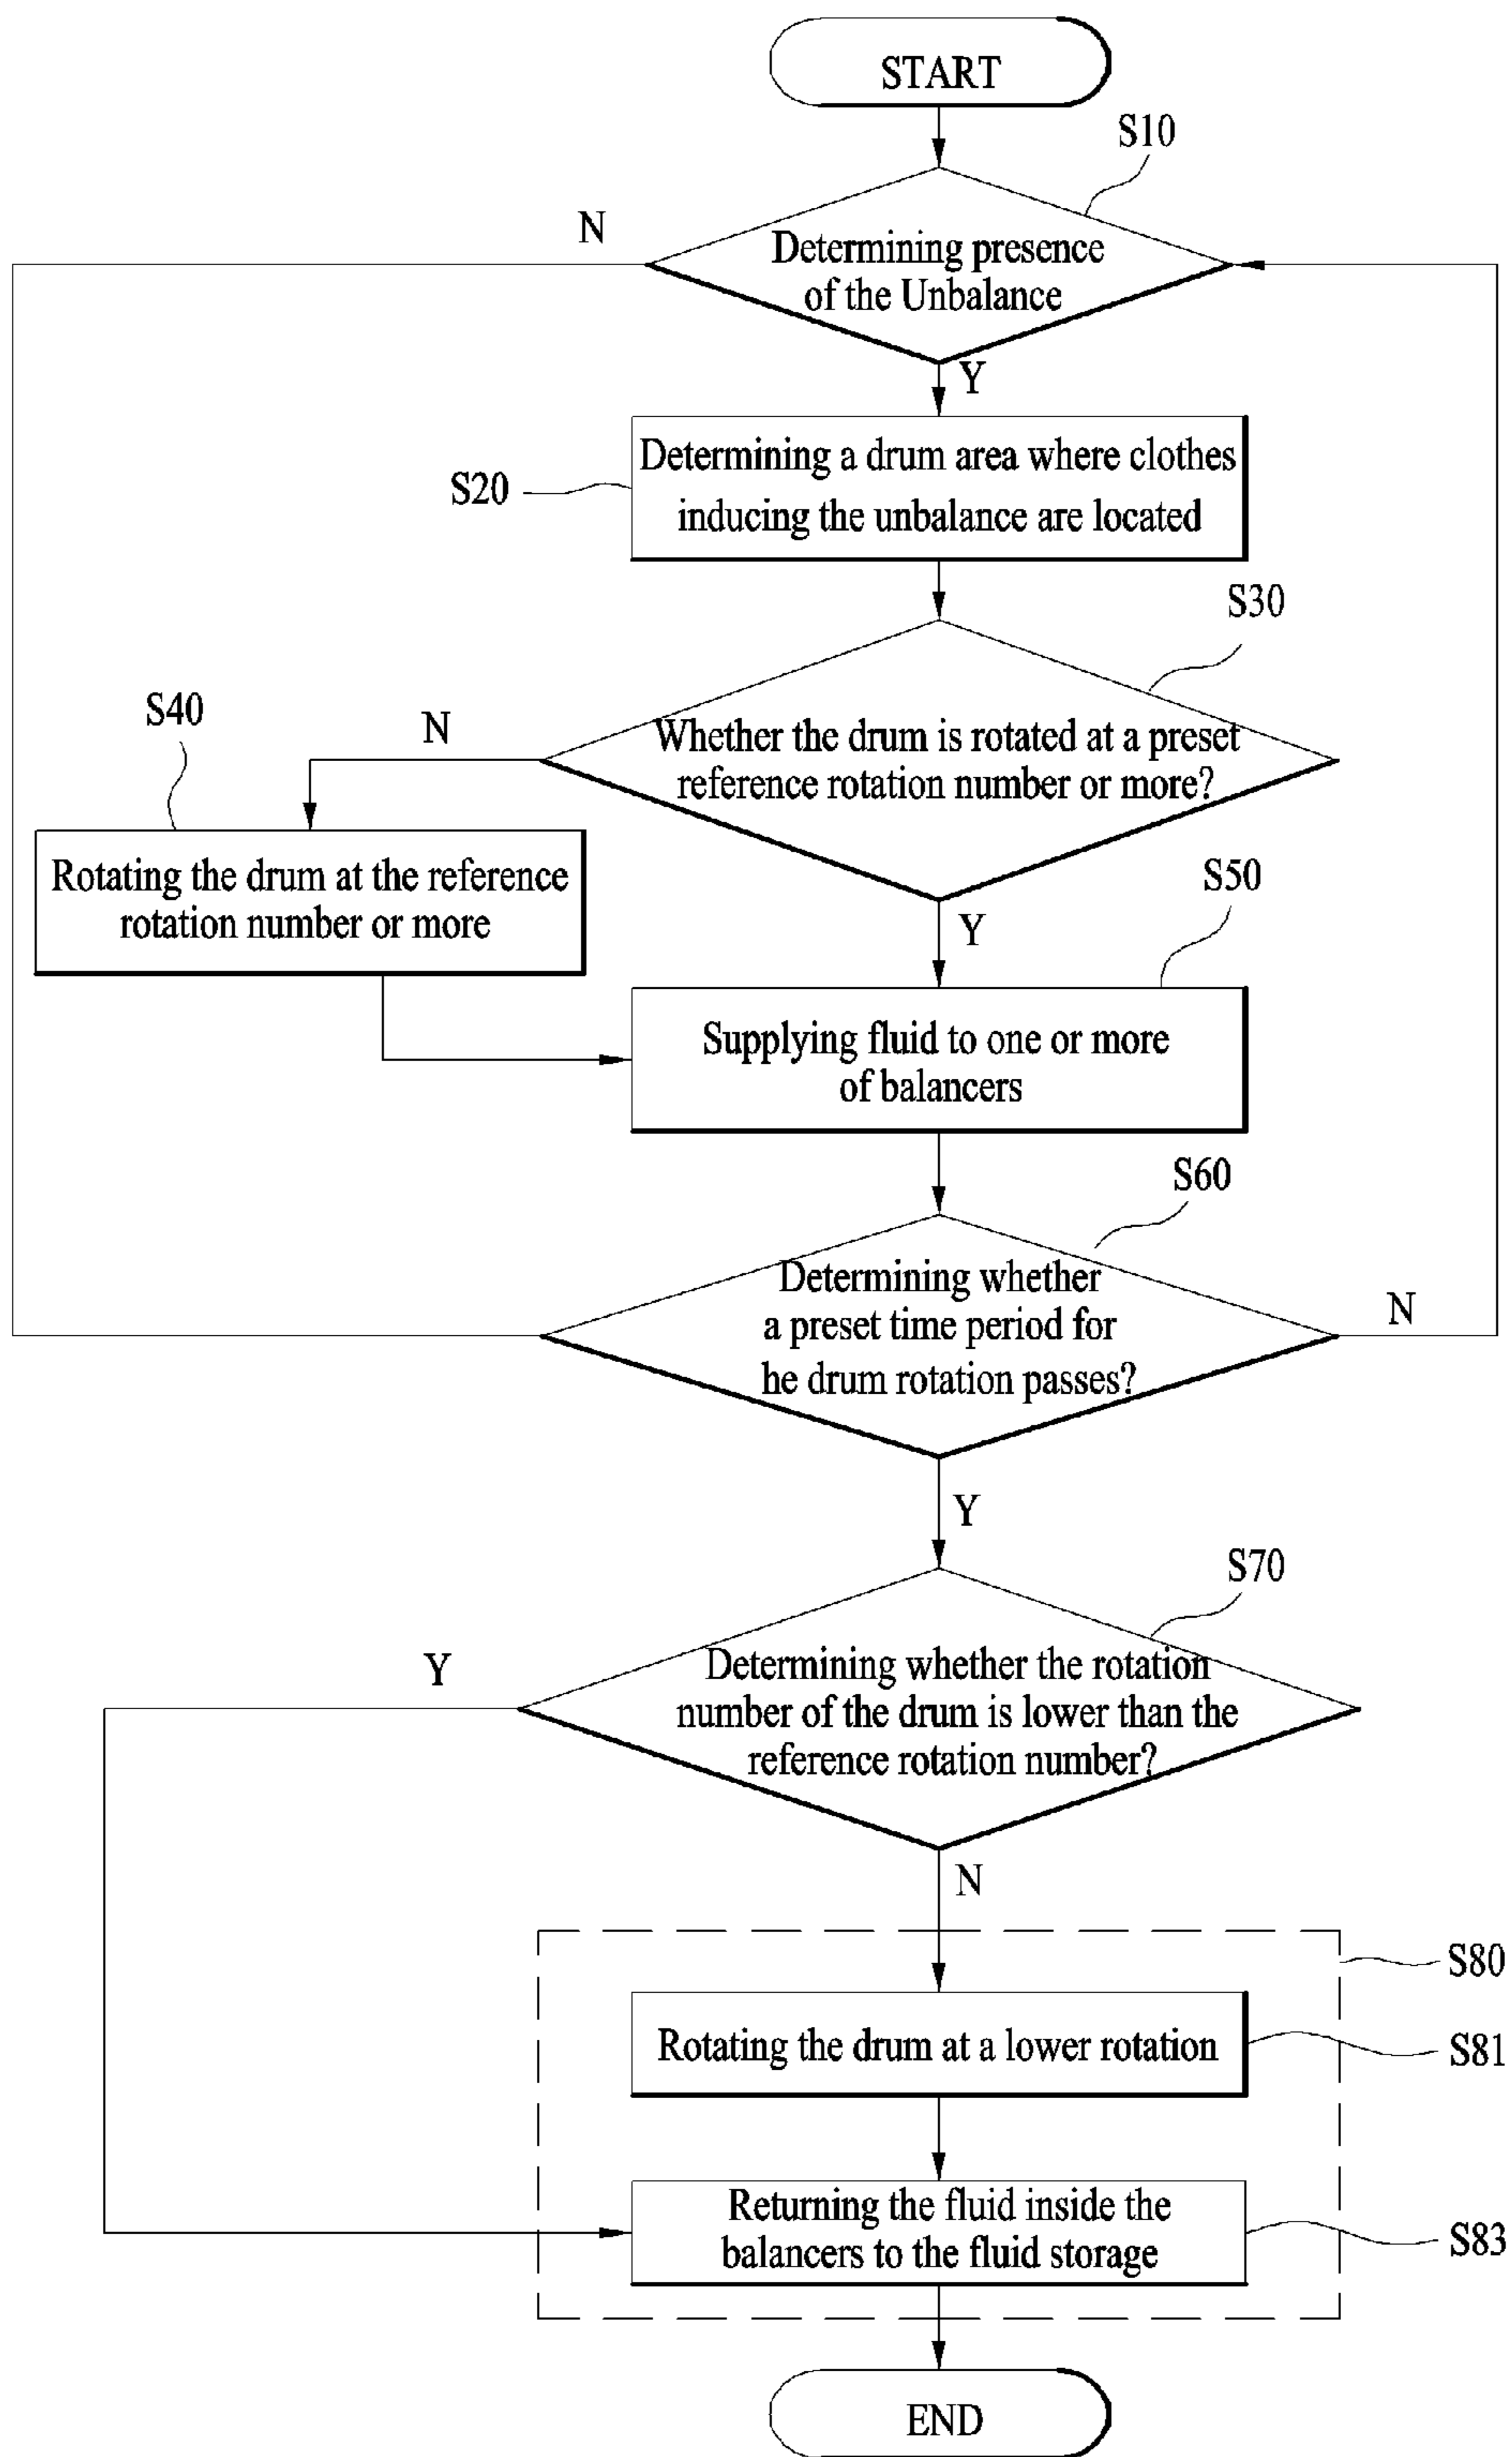 START
S10
N
Determining presence
of the Unbalance
Y
Determining a drum area where clothes
inducing the unbalance are located
S20
S30
S40
N
Whether the drum is rotated at a preset
reference rotation number or more?
Rotating the drum at the reference
rotation number or more
S50
Y
Supplying fluid to one or more
of balancers
S60
Determining whether
a preset time period for
he drum rotation passes?
N
Y
S70
Y
Determining whether the rotation
number of the drum is lower than the
reference rotation number?
N
S80
Rotating the drum at a lower rotation
S81
Returning the fluid inside the
balancers to the fluid storage
S83
END